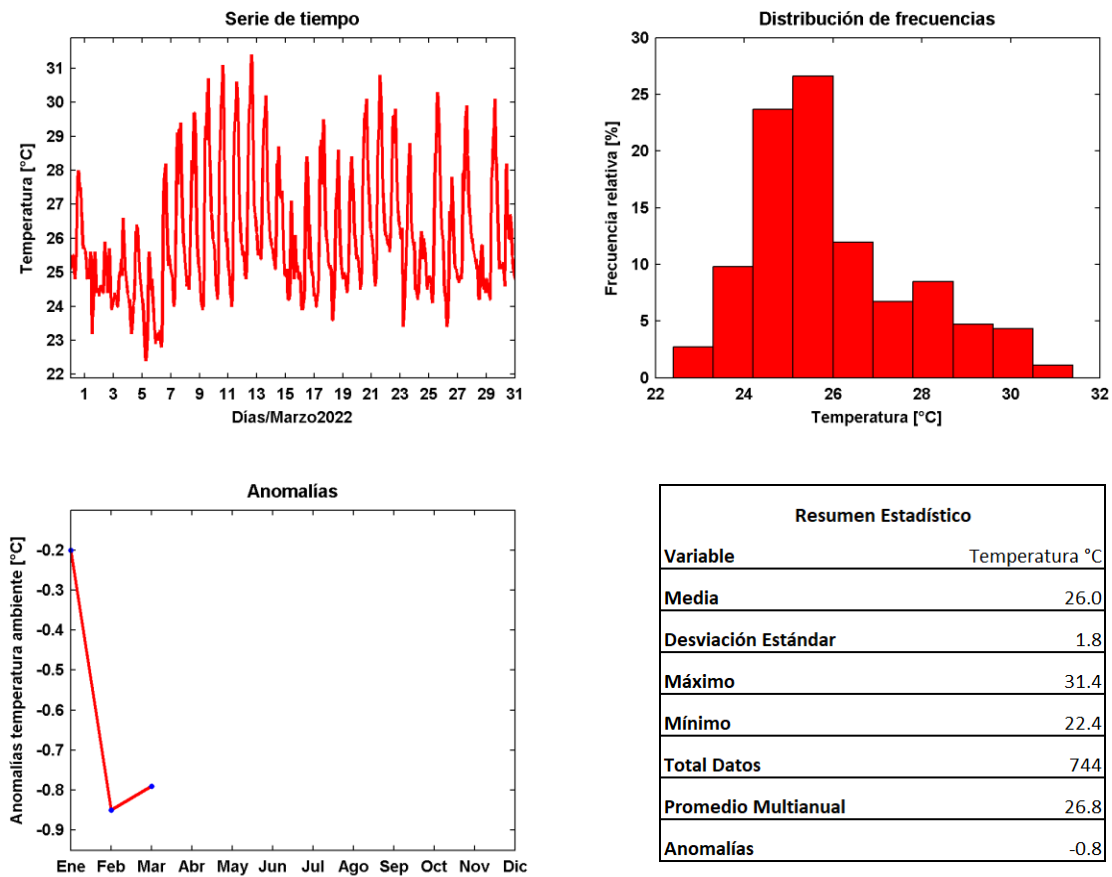 Serie de tiempo
Temperatura [°C]
31
30
29
28
27
26
25
24
23
22
1 3 5 7 9 11 13 15 17 19 21 23 25 27 29 31
Días/Marzo2022
Distribución de frecuencias
Frecuencia relativa [%]
30
25
20
15
10
5
0
22 24 26 28 30 32
Temperatura [°C]
Anomalías
Anomalías temperatura ambiente [°C]
-0.2
-0.3
-0.4
-0.5
-0.6
-0.7
-0.8
-0.9
Ene Feb Mar Abr May Jun Jul Ago Sep Oct Nov Dic
Resumen Estadístico
Variable Temperatura °C
Media 26.0
Desviación Estándar 1.8
Máximo 31.4
Mínimo 22.4
Total Datos 744
Promedio Multianual 26.8
Anomalías -0.8